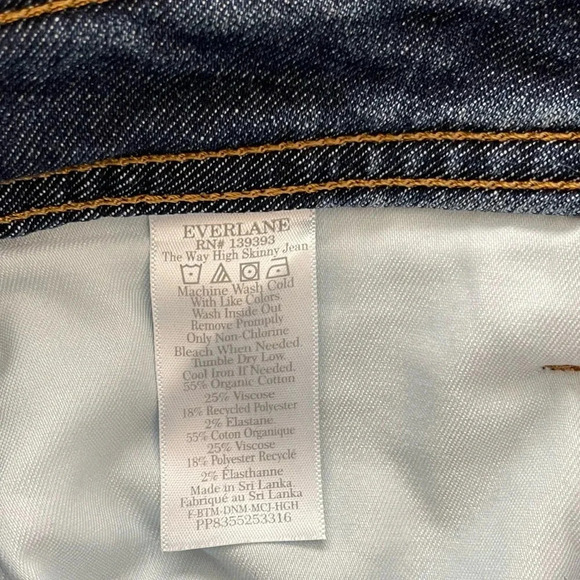 EVERLANE
RN# 139393
The Way High Skinny Jean
Machine Wash Cold
With Like Colors.
Wash Inside Out
Remove Promptly
Only Non-Chlorine
Bleach When Needed.
Tumble Dry Low.
Cool Iron If Needed.
55% Organic Cotton
25% Viscose
18% Recycled Polyester
2% Elastane.
55% Coton Organique
25% Viscose
18% Polyester Recyclé
2% Élasthanne
Made in Sri Lanka
Fabriqué au Sri Lanka
F-BTM-DNM-MCJ-HGH
PP8355253316